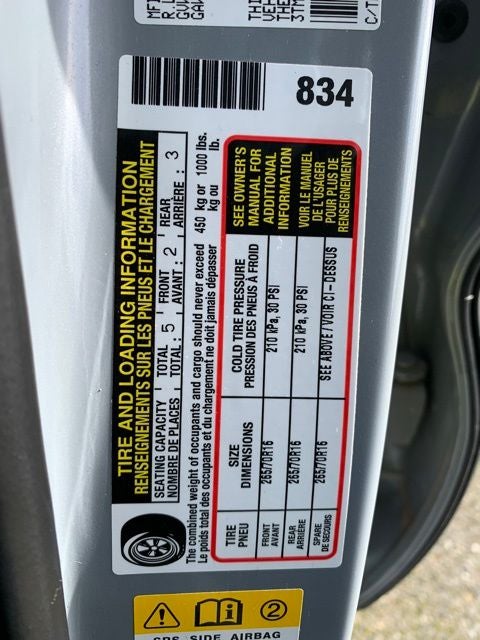 834
TIRE AND LOADING INFORMATION
RENSEIGNEMENTS SUR LES PNEUS ET LE CHARGEMENT
SEATING CAPACITY TOTAL : 5 FRONT : 2 REAR : 3
NOMBRE DE PLACES TOTAL : 5 AVANT : 2 ARRIÈRE : 3
The combined weight of occupants and cargo should never exceed 450 kg or 1000 lbs.
Le poids total des occupants et du chargement ne doit jamais dépasser kg ou lb.
TIRE SIZE COLD TIRE PRESSURE
PNEU DIMENSIONS PRESSION DES PNEUS À FROID
FRONT
AVANT 265/70R16 210 kPa, 30 PSI
REAR
ARRIÈRE 265/70R16 210 kPa, 30 PSI
SPARE
DE SECOURS 265/70R16 SEE ABOVE / VOIR CI-DESSUS
SEE OWNER'S
MANUAL FOR
ADDITIONAL
INFORMATION
VOIR LE MANUEL
DE L'USAGER
POUR PLUS DE
RENSEIGNEMENTS
2
SRS SIDE AIRBAG